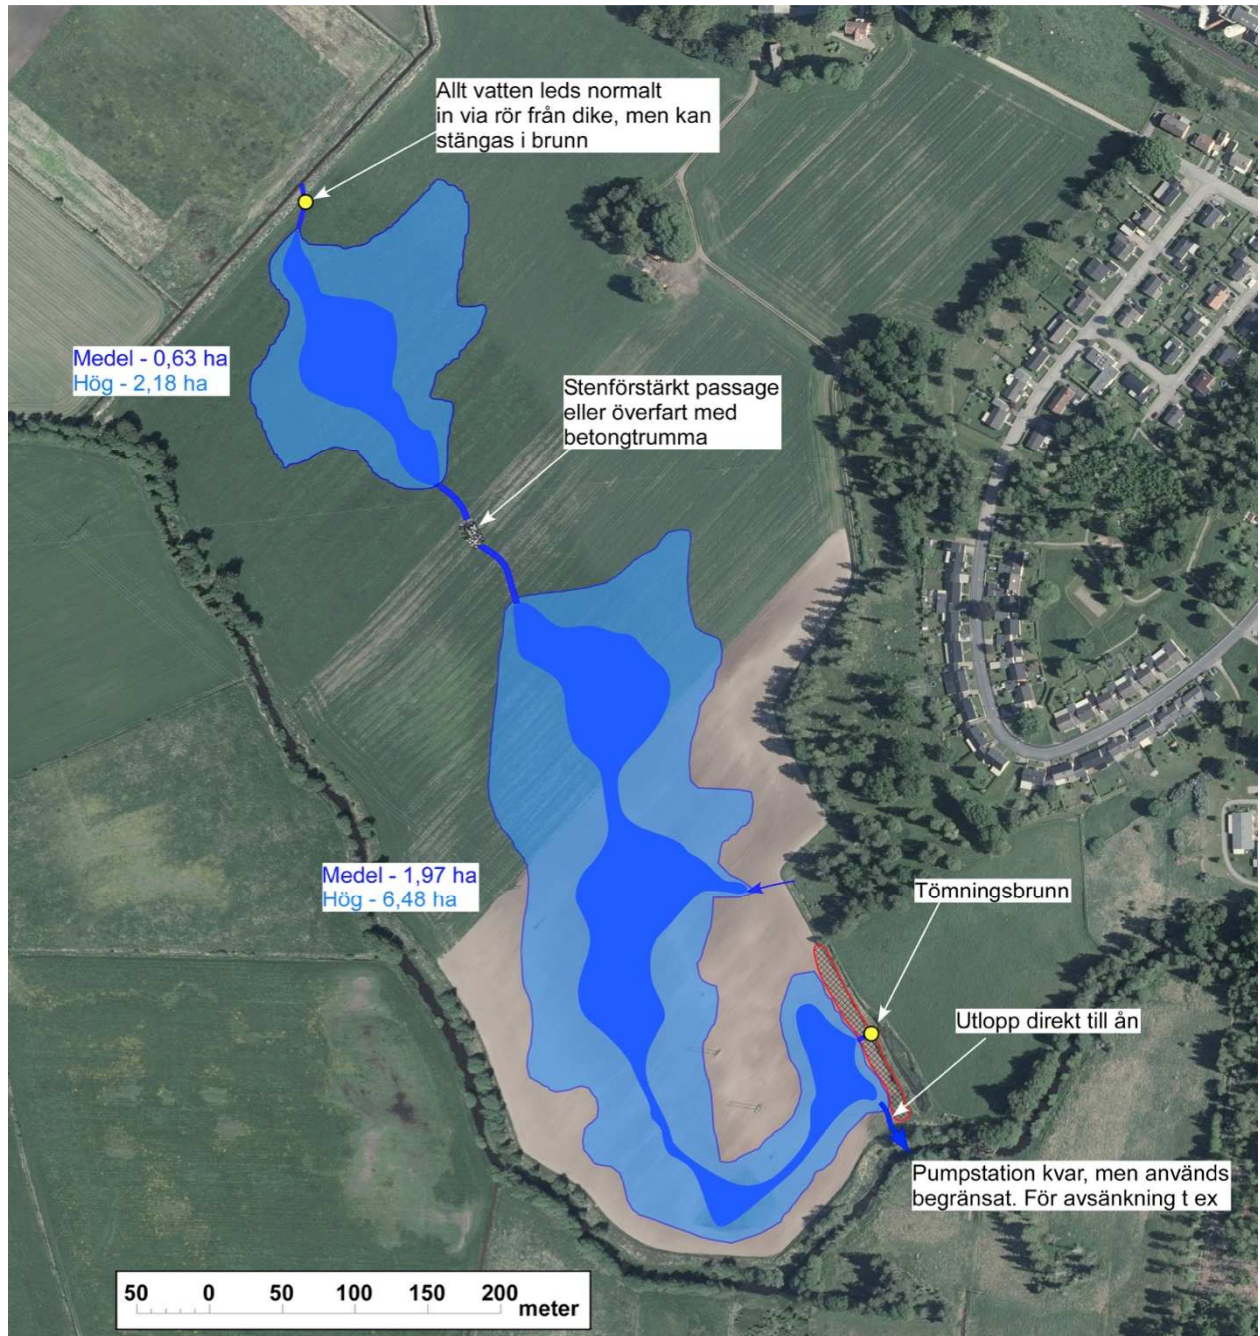 Allt vatten leds normalt
in via rör från dike, men kan
stängas i brunn
Medel - 0,63 ha
Hög - 2,18 ha
Stenförstärkt passage
eller överfart med
betongtrumma
Medel - 1,97 ha
Hög - 6,48 ha
Tömningsbrunn
Utlopp direkt till ån
Pumpstation kvar, men används
begränsat. För avsänkning t ex
50 0 50 100 150 200
meter